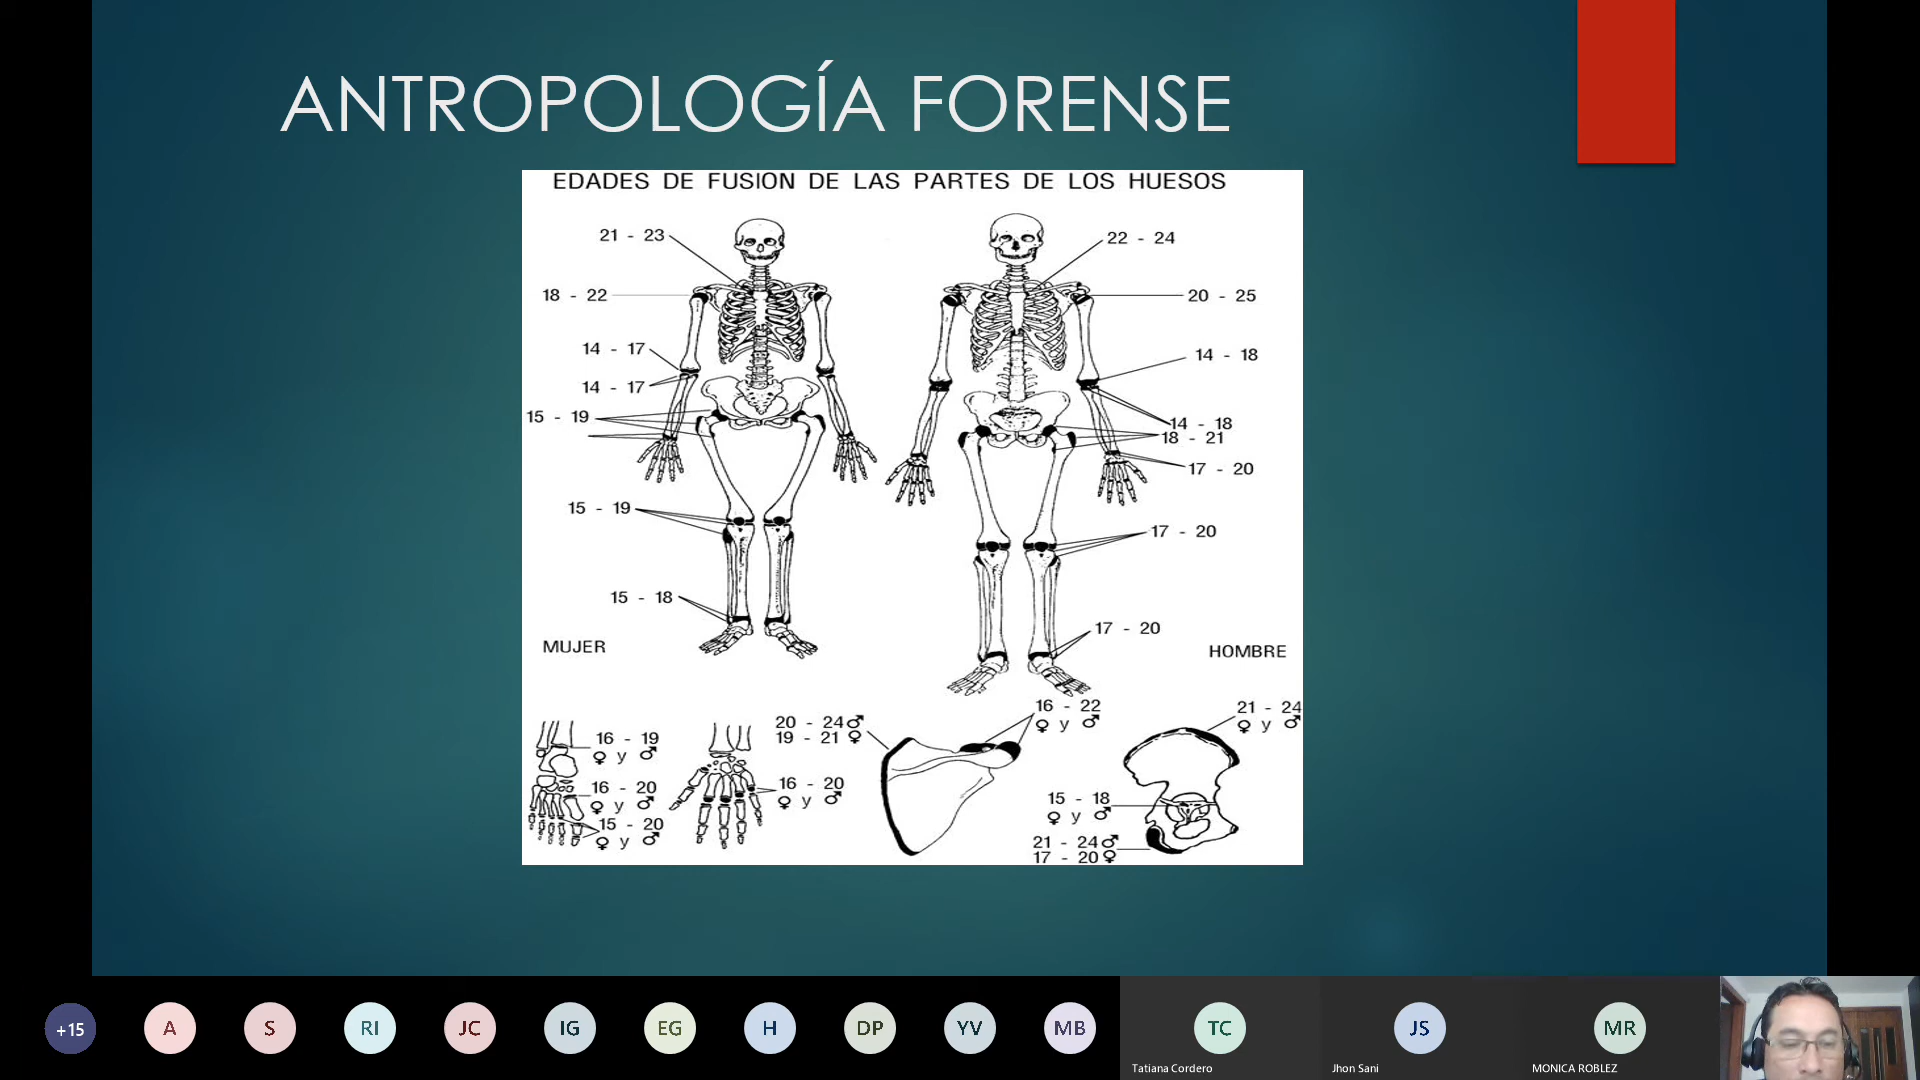 ANTROPOLOGÍA FORENSE
EDADES DE FUSION DE LAS PARTES DE LOS HUESOS
21 - 23
18 - 22
14 - 17
14 - 17
15 - 19
15 - 19
15 - 18
MUJER
22 - 24
20 - 25
14 - 18
14 - 18
18 - 21
17 - 20
17 - 20
17 - 20
HOMBRE
16 - 19
♀ y ♂
16 - 20
♀ y ♂
15 - 20
♀ y ♂
16 - 20
♀ y ♂
20 - 24 ♂
19 - 21 ♀
16 - 22
♀ y ♂
21 - 24
♀ y ♂
15 - 18
♀ y ♂
21 - 24 ♂
17 - 20 ♀
+15
A
S
RI
JC
IG
EG
H
DP
YV
MB
TC
Tatiana Cordero
JS
Jhon Sani
MR
MONICA ROBLEZ